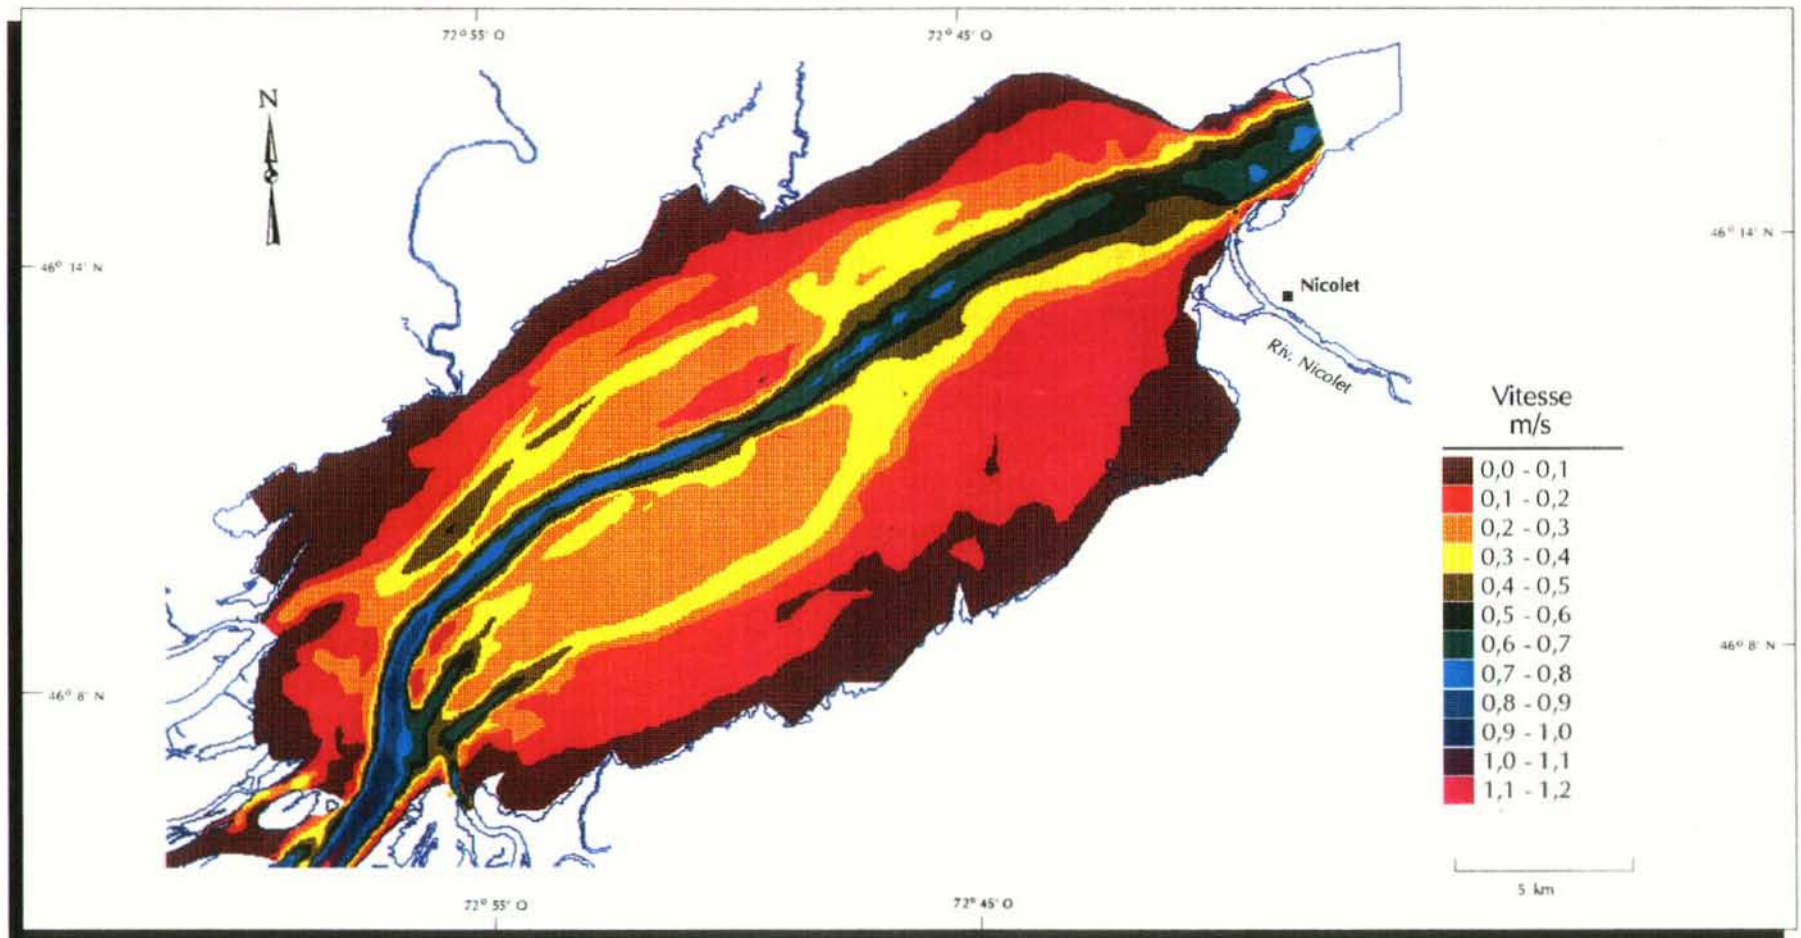 72° 55' O
72° 45' O
N
46° 14' N
46° 14' N
Nicolet
Riv. Nicolet
Vitesse
m/s
0,0 - 0,1
0,1 - 0,2
0,2 - 0,3
0,3 - 0,4
0,4 - 0,5
0,5 - 0,6
0,6 - 0,7
0,7 - 0,8
0,8 - 0,9
0,9 - 1,0
1,0 - 1,1
1,1 - 1,2
46° 8' N
46° 8' N
5 km
72° 55' O
72° 45' O